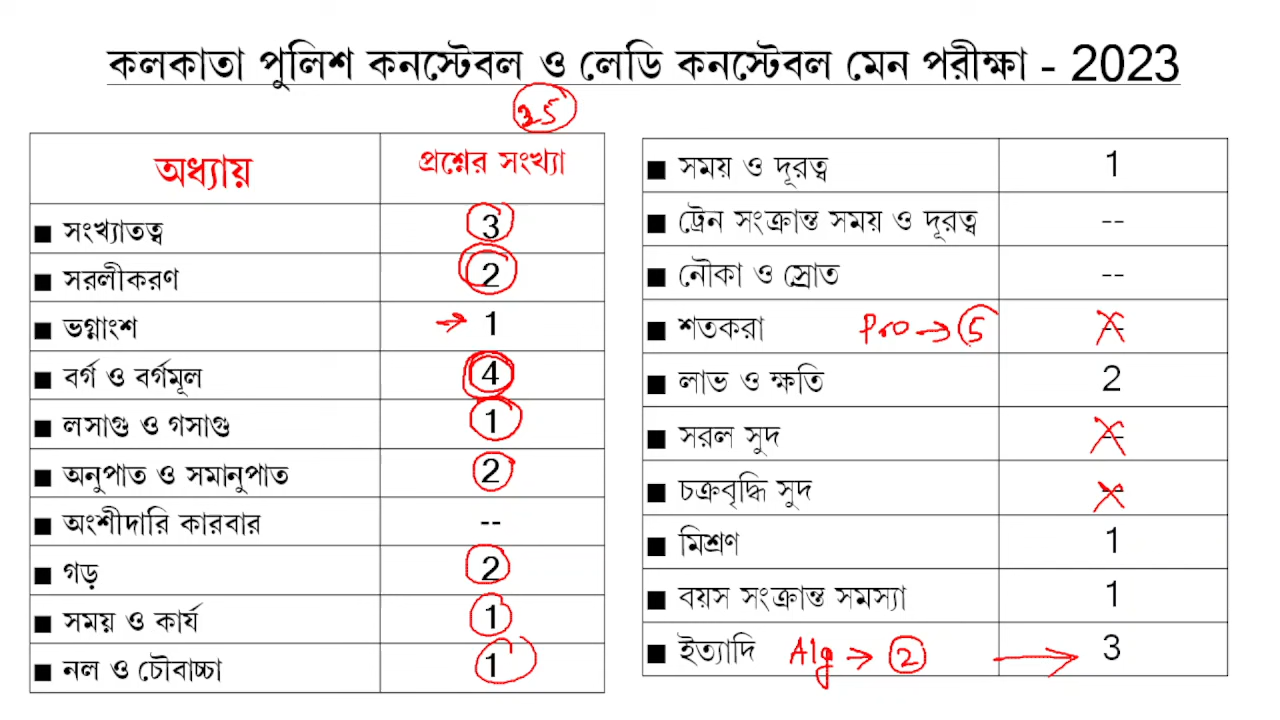 কলকাতা পুলিশ কনস্টেবল ও লেডি কনস্টেবল মেন পরীক্ষা - 2023
25
অধ্যায় প্রশ্নের সংখ্যা
■ সংখ্যাতত্ব 3
■ সরলীকরণ 2
■ ভগ্নাংশ → 1
■ বর্গ ও বর্গমূল 4
■ লসাগু ও গসাগু 1
■ অনুপাত ও সমানুপাত 2
■ অংশীদারি কারবার --
■ গড় 2
■ সময় ও কার্য 1
■ নল ও চৌবাচ্চা 1
■ সময় ও দূরত্ব 1
■ ট্রেন সংক্রান্ত সময় ও দূরত্ব --
■ নৌকা ও স্রোত --
■ শতকরা Pro → 5 --
■ লাভ ও ক্ষতি 2
■ সরল সুদ --
■ চক্রবৃদ্ধি সুদ --
■ মিশ্রণ 1
■ বয়স সংক্রান্ত সমস্যা 1
■ ইত্যাদি Alg → 2 → 3